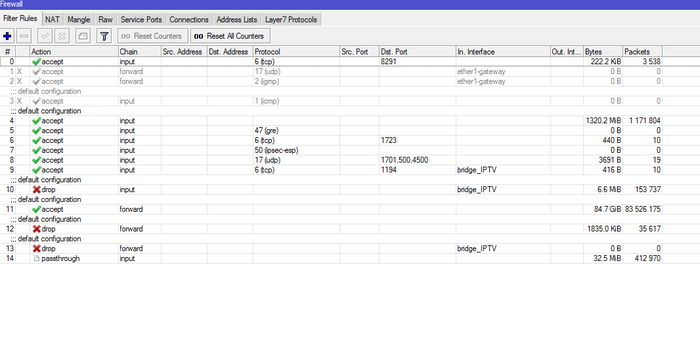 Firewall
Filter Rules NAT Mangle Raw Service Ports Connections Address Lists Layer7 Protocols
Reset Counters Reset All Counters
# Action Chain Src. Address Dst. Address Protocol Src. Port Dst. Port In. Interface Out. Int... Bytes Packets
0 accept input 6 (tcp) 8291 222.2 KiB 3 538
1 X accept forward 17 (udp) ether1-gateway 0 B 0
2 X accept forward 2 (igmp) ether1-gateway 0 B 0
;;; default configuration
3 X accept input 1 (icmp) 0 B 0
;;; default configuration
4 accept input 1320.2 MiB 1 171 804
5 accept input 47 (gre) 0 B 0
6 accept input 6 (tcp) 1723 440 B 10
7 accept input 50 (ipsec-esp) 0 B 0
8 accept input 17 (udp) 1701,500,4500 3691 B 19
9 accept input 6 (tcp) 1194 bridge_IPTV 416 B 10
;;; default configuration
10 drop input bridge_IPTV 6.6 MiB 153 737
;;; default configuration
11 accept forward 84.7 GiB 83 526 175
;;; default configuration
12 drop forward 1835.0 KiB 35 617
;;; default configuration
13 drop forward bridge_IPTV 0 B 0
14 passthrough input 32.5 MiB 412 970